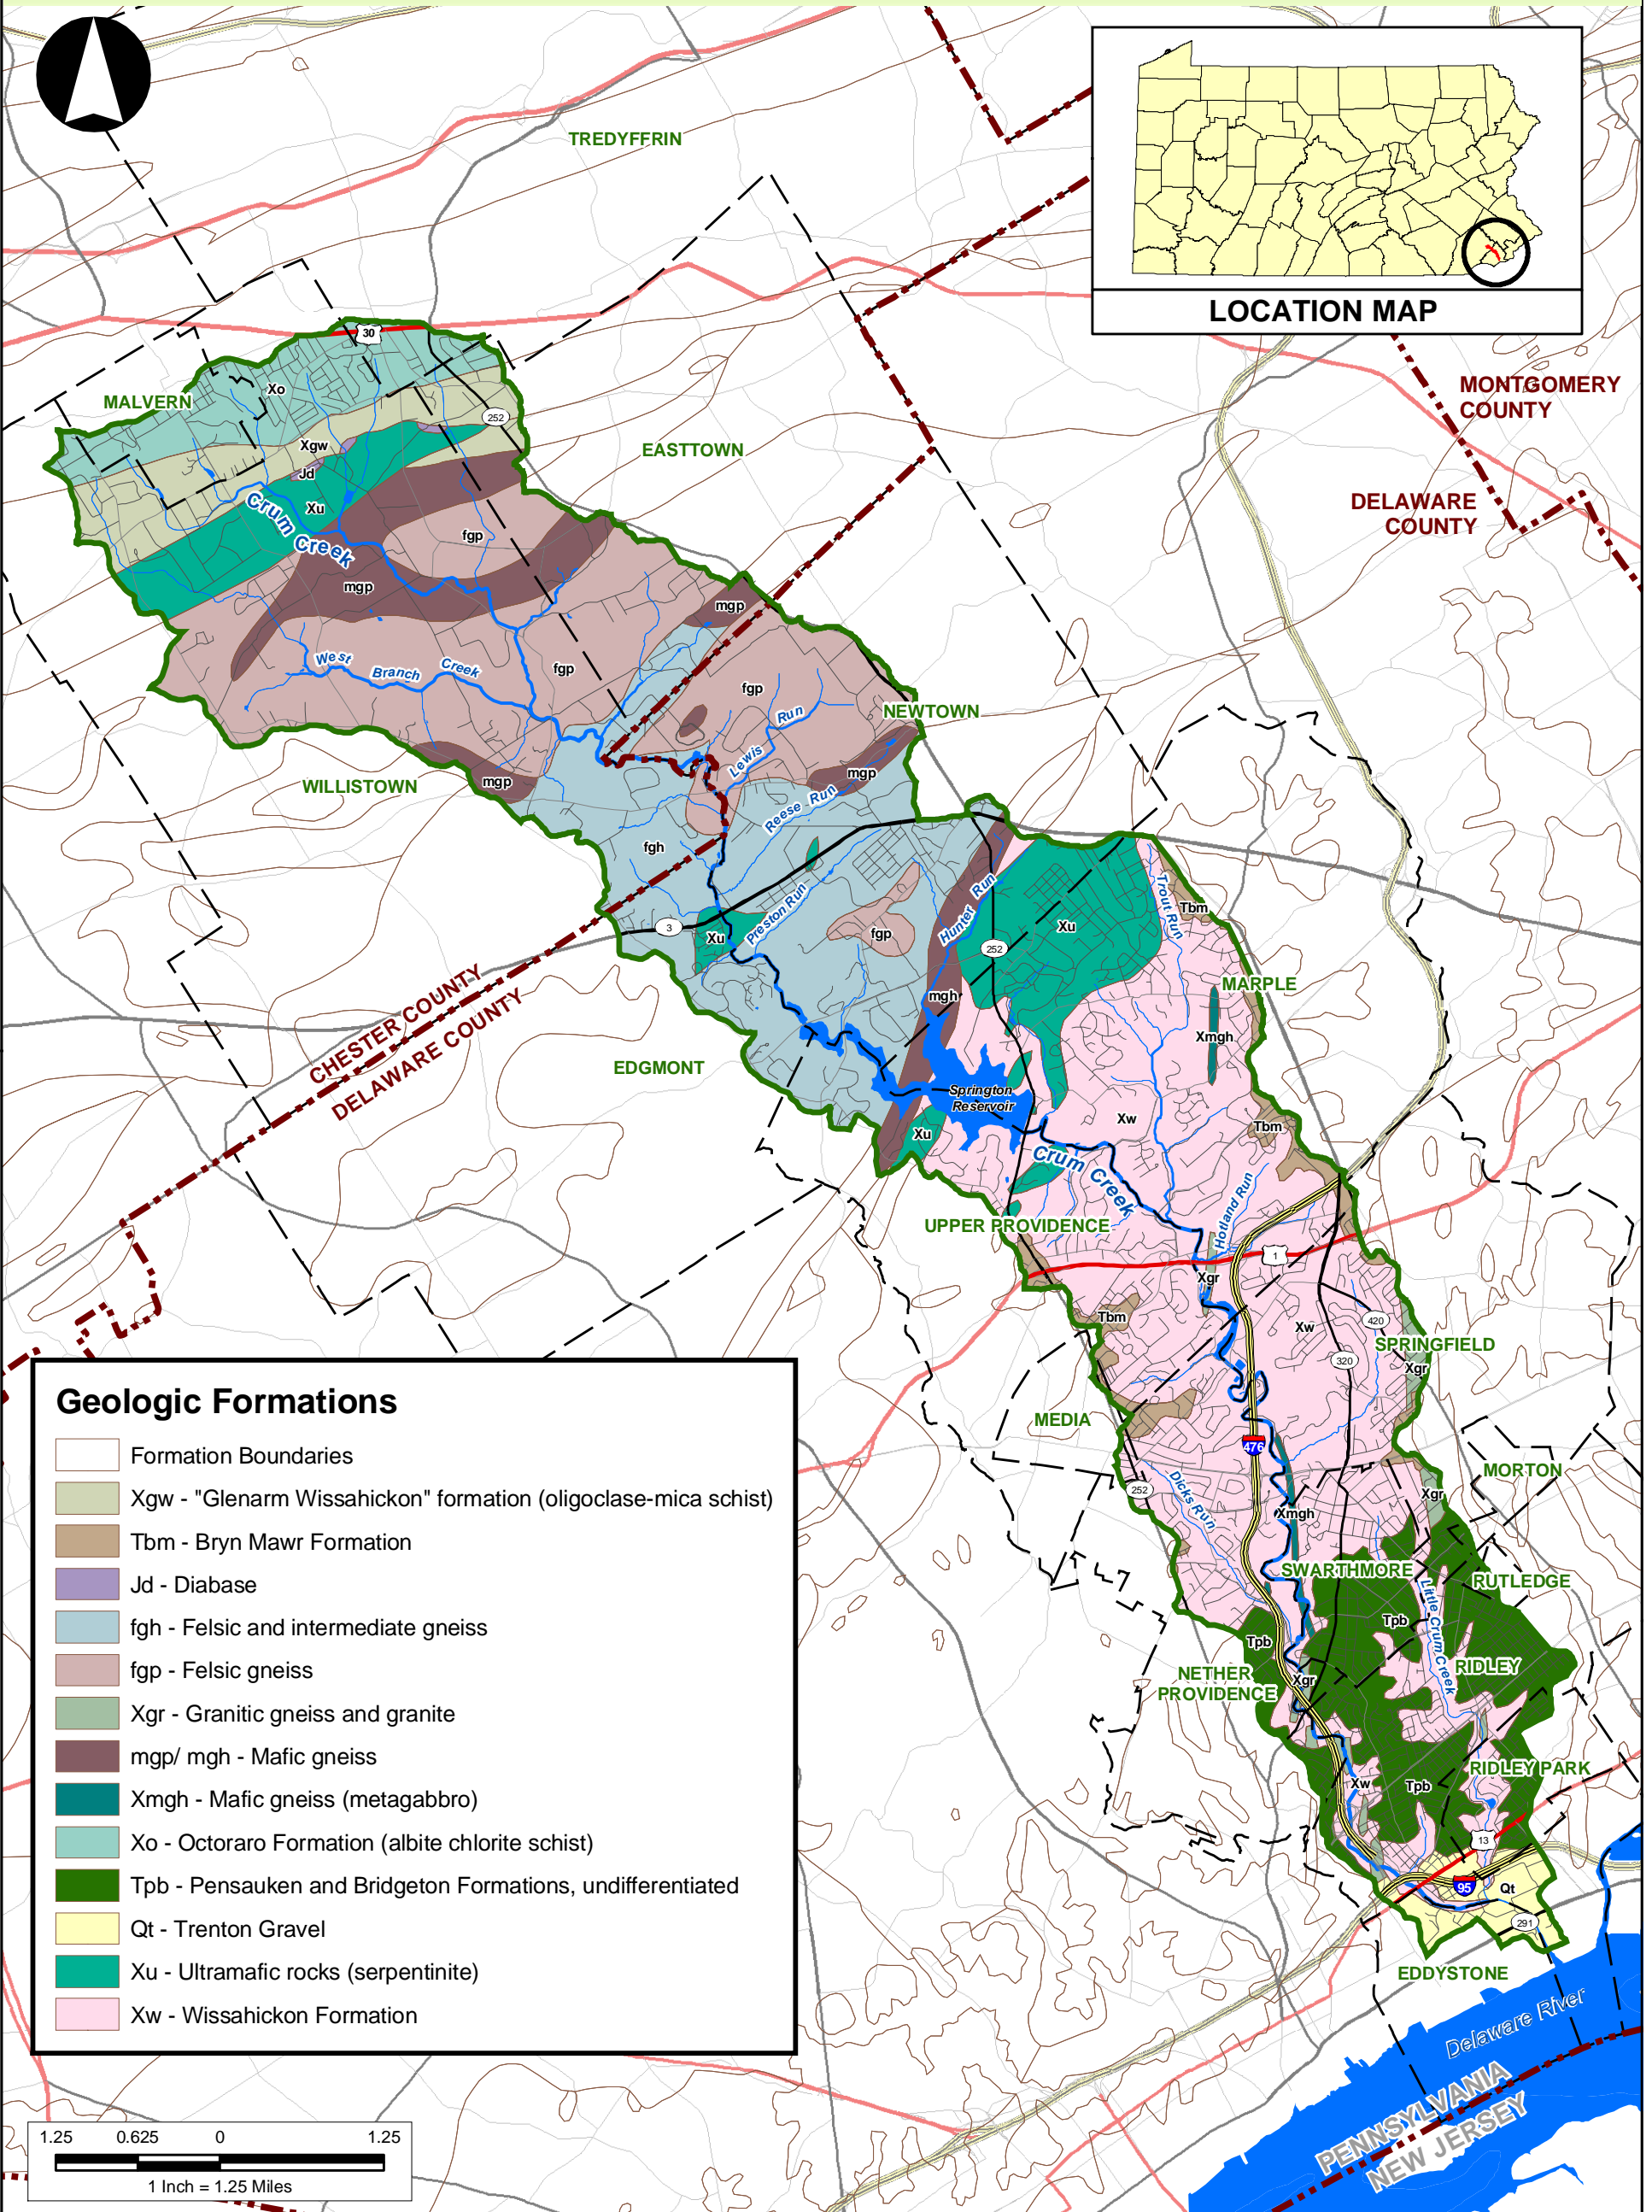 TREDYFFRIN
LOCATION MAP
MONTGOMERY
COUNTY
DELAWARE
COUNTY
30
MALVERN
Xo
252
Xgw
EASTTOWN
Jd
Xu
Crum
Creek
fgp
mgp
mgp
West Branch Creek
fgp
fgp
Lewis Run
NEWTOWN
WILLISTOWN
mgp
mgp
Reese Run
fgh
3
Xu
Preston Run
fgp
Hunter Run
252
Xu
Trout Run
Tbm
CHESTER COUNTY
DELAWARE COUNTY
mgh
MARPLE
Xmgh
EDGMONT
Springton
Reservoir
Xu
Xw
Tbm
Crum Creek
UPPER PROVIDENCE
Hotland Run
1
Xgr
Tbm
Xw
420
320
SPRINGFIELD
Xgr
MEDIA
476
252
Dicks Run
MORTON
Xgr
Xmgh
SWARTHMORE
RUTLEDGE
Little Crum Creek
Tpb
Tpb
NETHER
PROVIDENCE
RIDLEY
Xgr
RIDLEY PARK
Xw
Tpb
13
95
Qt
291
EDDYSTONE
Delaware River
PENNSYLVANIA
NEW JERSEY
Geologic Formations
Formation Boundaries
Xgw - "Glenarm Wissahickon" formation (oligoclase-mica schist)
Tbm - Bryn Mawr Formation
Jd - Diabase
fgh - Felsic and intermediate gneiss
fgp - Felsic gneiss
Xgr - Granitic gneiss and granite
mgp/ mgh - Mafic gneiss
Xmgh - Mafic gneiss (metagabbro)
Xo - Octoraro Formation (albite chlorite schist)
Tpb - Pensauken and Bridgeton Formations, undifferentiated
Qt - Trenton Gravel
Xu - Ultramafic rocks (serpentinite)
Xw - Wissahickon Formation
1.25 0.625 0 1.25
1 Inch = 1.25 Miles